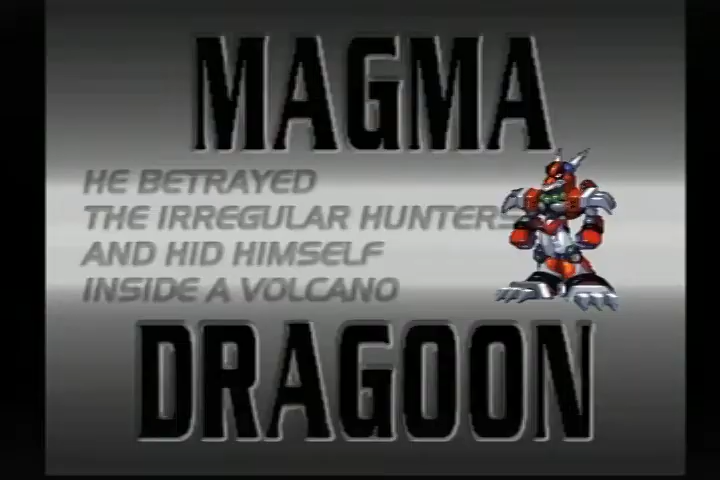 MAGMA
HE BETRAYED
THE IRREGULAR HUNTERS
AND HID HIMSELF
INSIDE A VOLCANO
DRAGOON